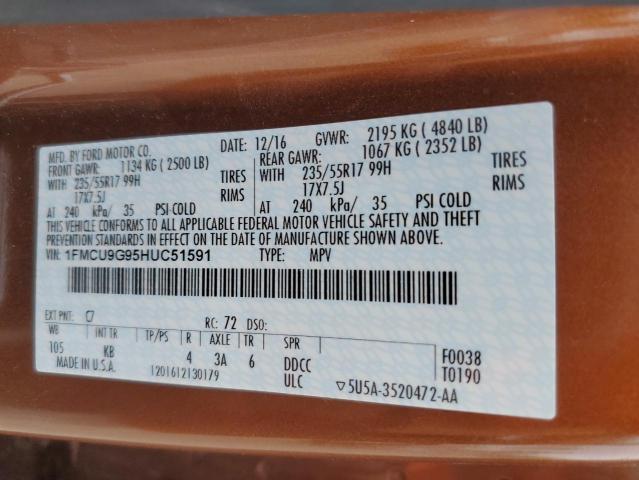 MFD. BY FORD MOTOR CO. DATE: 12/16 GVWR: 2195 KG ( 4840 LB)
FRONT GAWR: 1134 KG ( 2500 LB) REAR GAWR: 1067 KG ( 2352 LB)
WITH 235/55R17 99H TIRES WITH 235/55R17 99H TIRES
17X7.5J RIMS 17X7.5J RIMS
AT 240 kPa/ 35 PSI COLD AT 240 kPa/ 35 PSI COLD
THIS VEHICLE CONFORMS TO ALL APPLICABLE FEDERAL MOTOR VEHICLE SAFETY AND THEFT
PREVENTION STANDARDS IN EFFECT ON THE DATE OF MANUFACTURE SHOWN ABOVE.
VIN: 1FMCU9G95HUC51591 TYPE: MPV
EXT PNT: C7 RC: 72 DSO:
WB INT TR TP/PS R AXLE TR SPR
105 KB 4 3A 6 DDCC F0038
MADE IN U.S.A. 1201612130179 ULC T0190
▽5U5A-3520472-AA